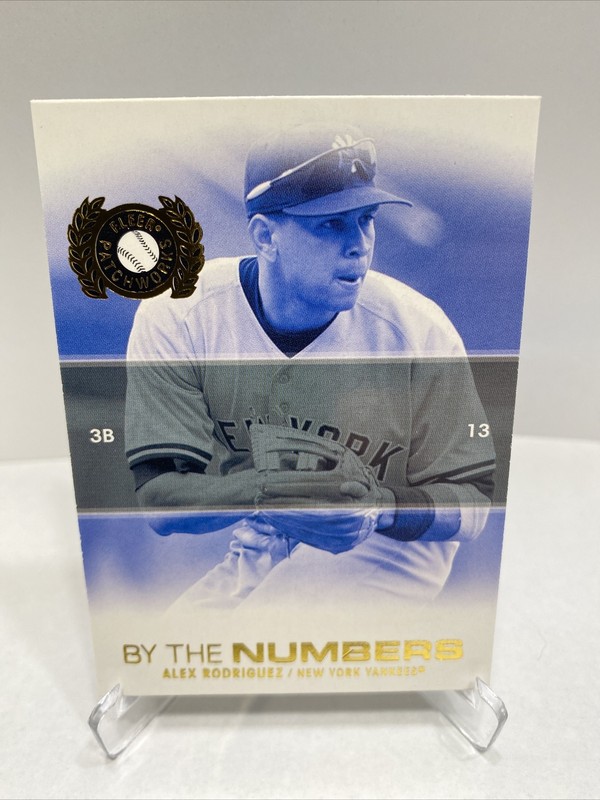 FLEER®
PATCHWORKS
3B
13
NEW YORK
BY THE NUMBERS
ALEX RODRIGUEZ / NEW YORK YANKEES®